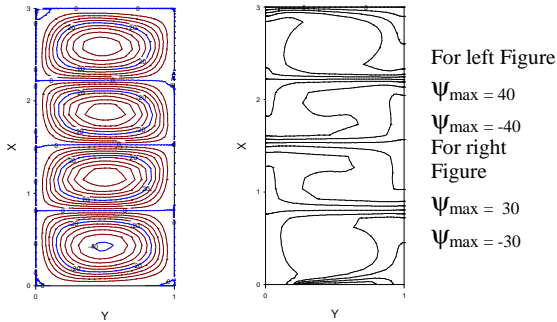 3
2
X
1
0
0
1
Y
3
2
X
1
0
0
1
Y
For left Figure
Ψmax = 40
Ψmax = -40
For right
Figure
Ψmax = 30
Ψmax = -30